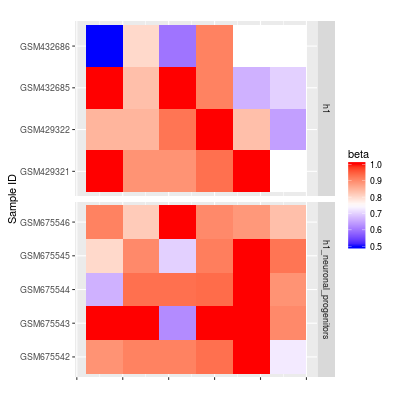 GSM432686
GSM432685
GSM429322
GSM429321
h1
GSM675546
GSM675545
GSM675544
GSM675543
GSM675542
h1_neuronal_progenitors
Sample ID
beta
1.0
0.9
0.8
0.7
0.6
0.5